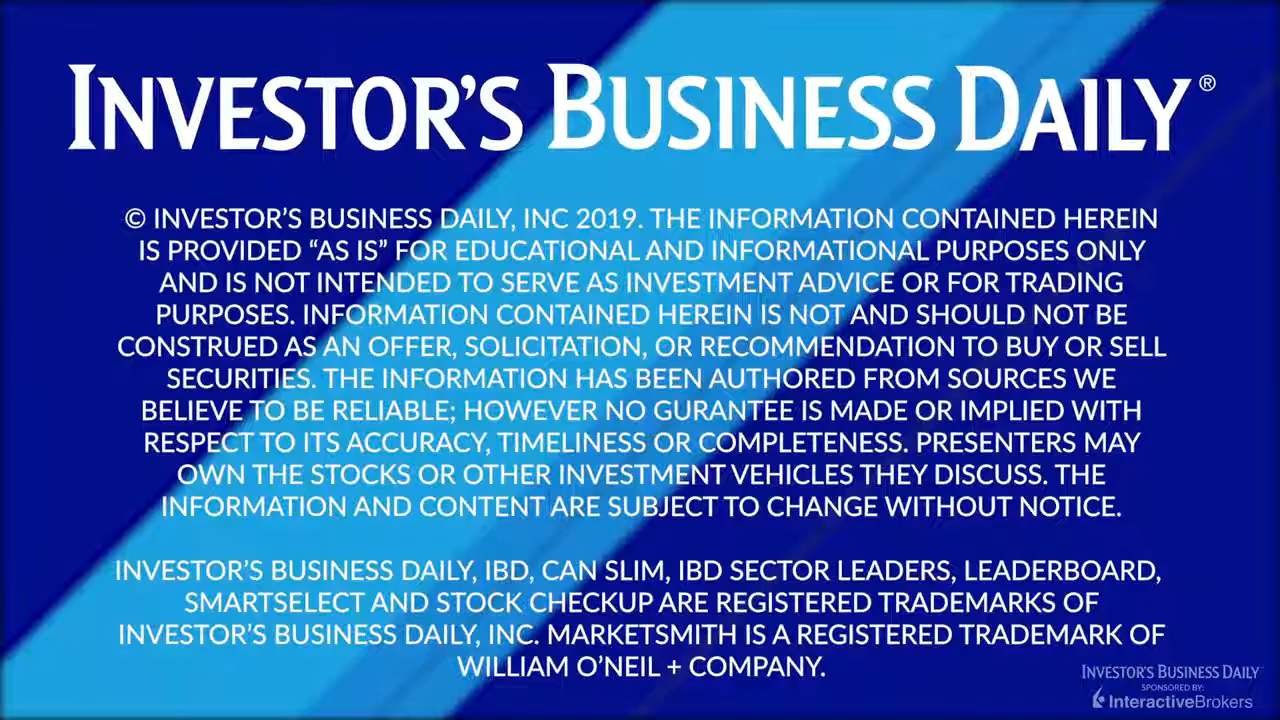 INVESTOR'S BUSINESS DAILY®
© INVESTOR'S BUSINESS DAILY, INC 2019. THE INFORMATION CONTAINED HEREIN
IS PROVIDED “AS IS” FOR EDUCATIONAL AND INFORMATIONAL PURPOSES ONLY
AND IS NOT INTENDED TO SERVE AS INVESTMENT ADVICE OR FOR TRADING
PURPOSES. INFORMATION CONTAINED HEREIN IS NOT AND SHOULD NOT BE
CONSTRUED AS AN OFFER, SOLICITATION, OR RECOMMENDATION TO BUY OR SELL
SECURITIES. THE INFORMATION HAS BEEN AUTHORED FROM SOURCES WE
BELIEVE TO BE RELIABLE; HOWEVER NO GURANTEE IS MADE OR IMPLIED WITH
RESPECT TO ITS ACCURACY, TIMELINESS OR COMPLETENESS. PRESENTERS MAY
OWN THE STOCKS OR OTHER INVESTMENT VEHICLES THEY DISCUSS. THE
INFORMATION AND CONTENT ARE SUBJECT TO CHANGE WITHOUT NOTICE.
INVESTOR'S BUSINESS DAILY, IBD, CAN SLIM, IBD SECTOR LEADERS, LEADERBOARD,
SMARTSELECT AND STOCK CHECKUP ARE REGISTERED TRADEMARKS OF
INVESTOR'S BUSINESS DAILY, INC. MARKETSMITH IS A REGISTERED TRADEMARK OF
WILLIAM O'NEIL + COMPANY.
INVESTOR'S BUSINESS DAILY
SPONSORED BY:
InteractiveBrokers